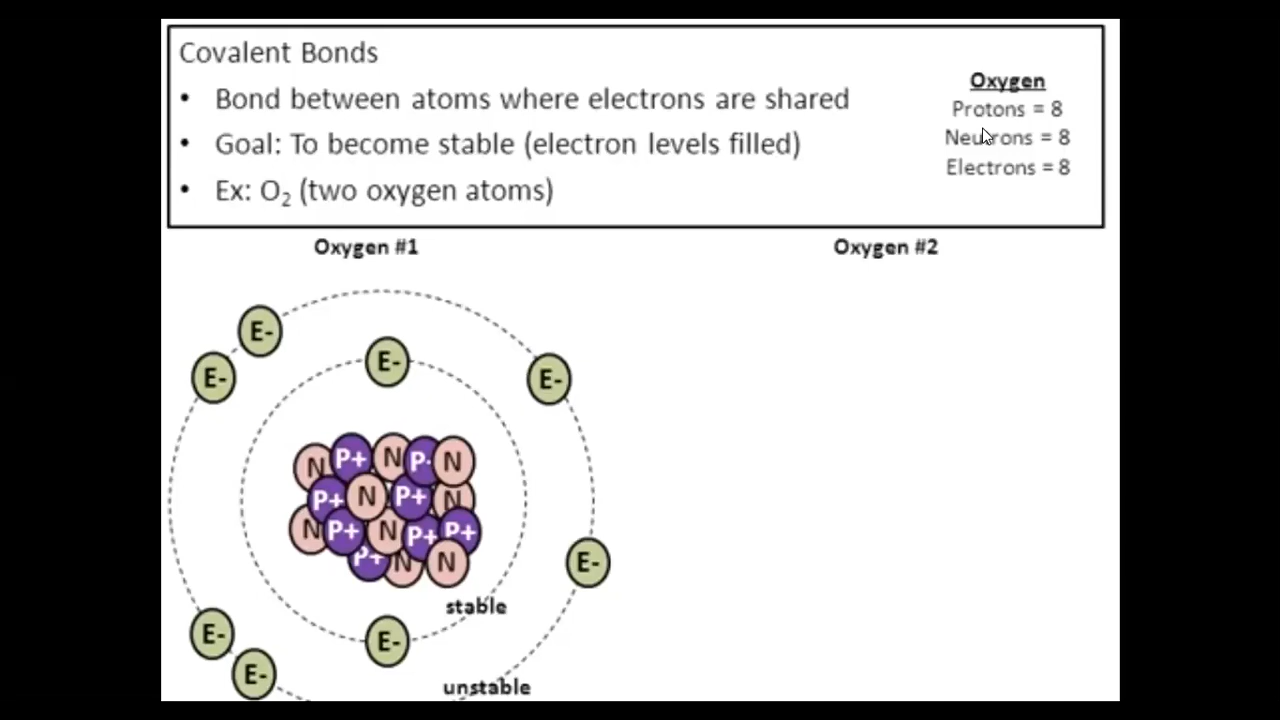 Covalent Bonds
• Bond between atoms where electrons are shared
• Goal: To become stable (electron levels filled)
• Ex: O₂ (two oxygen atoms)
Oxygen
Protons = 8
Neutrons = 8
Electrons = 8
Oxygen #1
Oxygen #2
E-
E-
E-
E-
N P+ N P+ N
P+ N P+ N
N P+ N P+ P+
P+ N N
E-
stable
E-
E-
E-
unstable